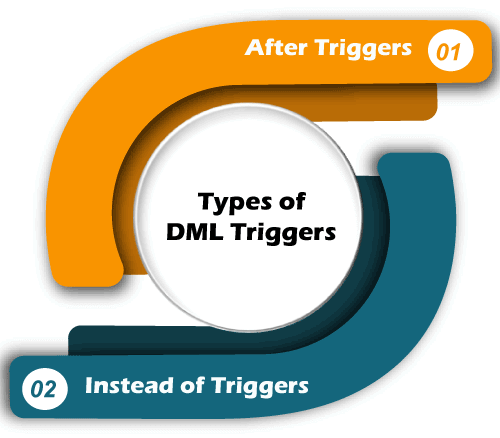 After Triggers 01
Types of
DML Triggers
02 Instead of Triggers